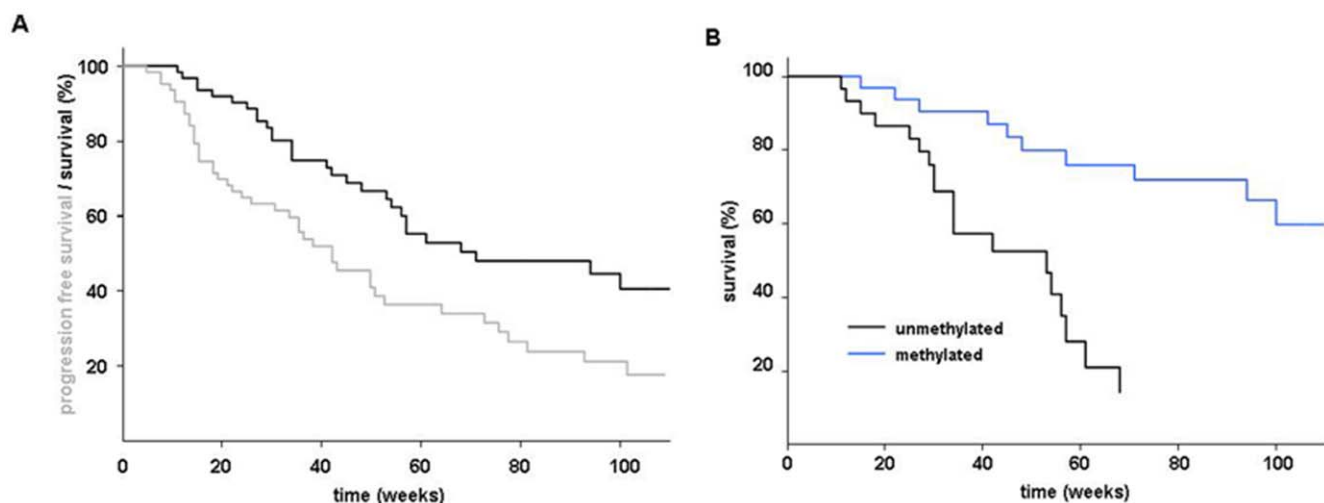 A
progression free survival / survival (%)
100
80
60
40
20
0 20 40 60 80 100
time (weeks)
B
survival (%)
100
80
60
40
20
unmethylated
methylated
0 20 40 60 80 100
time (weeks)